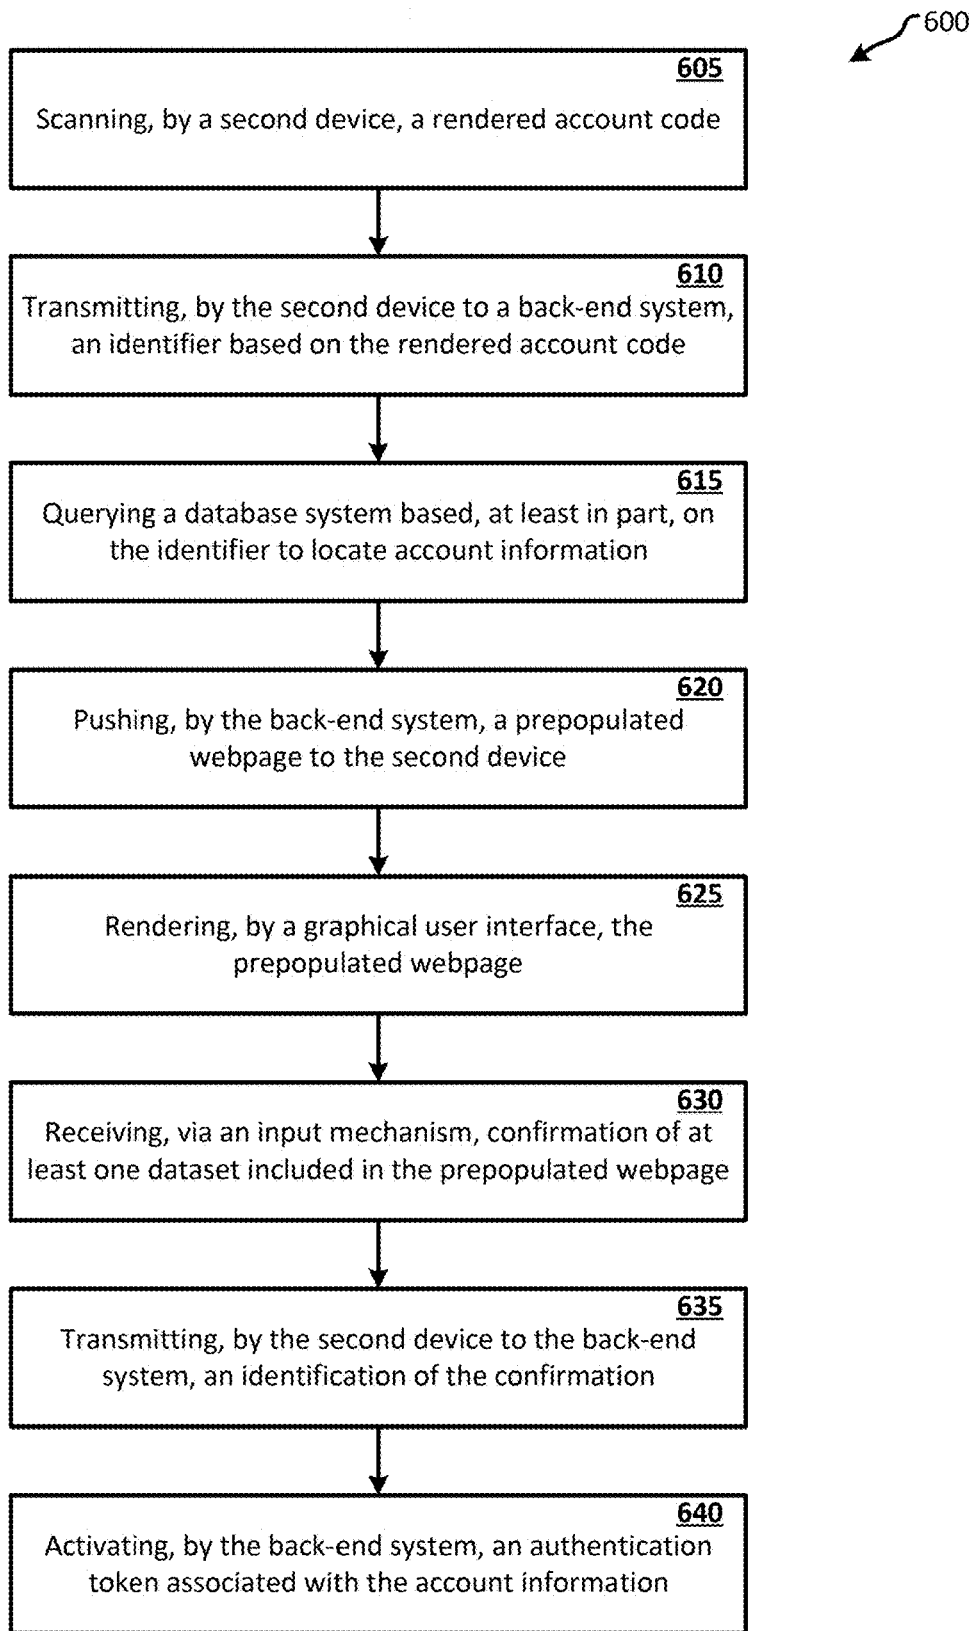 600
605
Scanning, by a second device, a rendered account code
610
Transmitting, by the second device to a back-end system,
an identifier based on the rendered account code
615
Querying a database system based, at least in part, on
the identifier to locate account information
620
Pushing, by the back-end system, a prepopulated
webpage to the second device
625
Rendering, by a graphical user interface, the
prepopulated webpage
630
Receiving, via an input mechanism, confirmation of at
least one dataset included in the prepopulated webpage
635
Transmitting, by the second device to the back-end
system, an identification of the confirmation
640
Activating, by the back-end system, an authentication
token associated with the account information